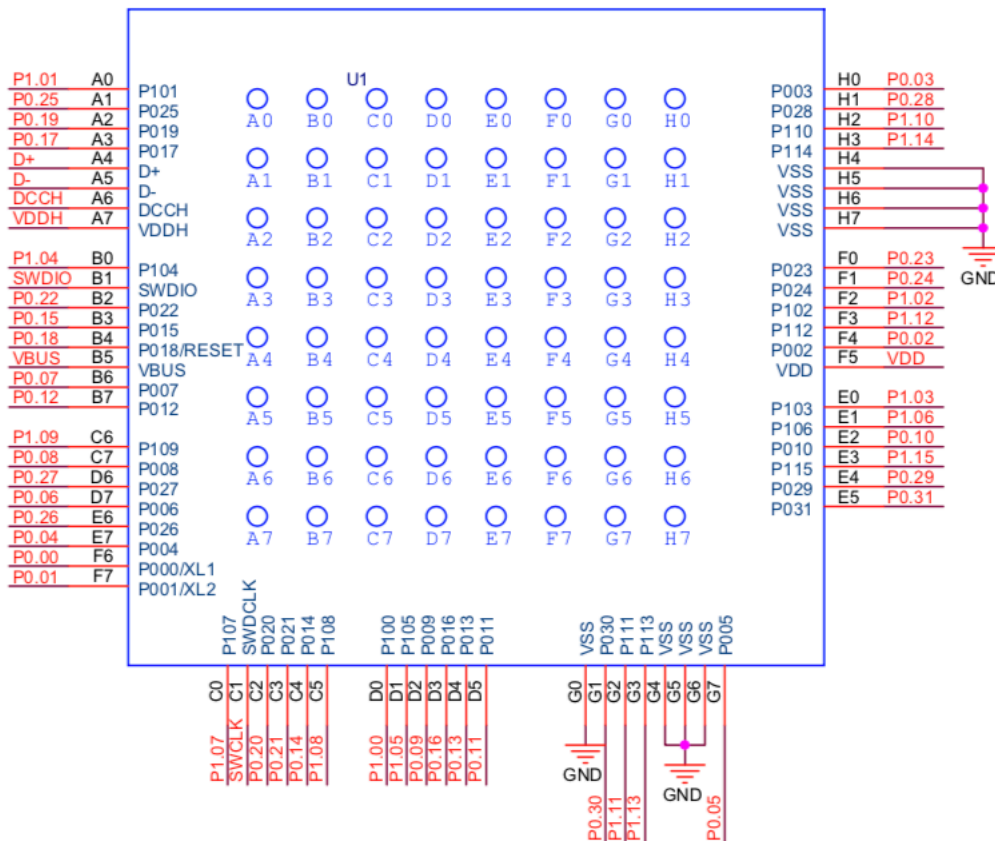 U1
P1.01 A0 P101
P0.25 A1 P025
P0.19 A2 P019
P0.17 A3 P017
D+ A4 D+
D- A5 D-
DCCH A6 DCCH
VDDH A7 VDDH
P1.04 B0 P104
SWDIO B1 SWDIO
P0.22 B2 P022
P0.15 B3 P015
P0.18 B4 P018/RESET
VBUS B5 VBUS
P0.07 B6 P007
P0.12 B7 P012
P1.09 C6 P109
P0.08 C7 P008
P0.27 D6 P027
P0.06 D7 P006
P0.26 E6 P026
P0.04 E7 P004
P0.00 F6 P000/XL1
P0.01 F7 P001/XL2
A0 B0 C0 D0 E0 F0 G0 H0
A1 B1 C1 D1 E1 F1 G1 H1
A2 B2 C2 D2 E2 F2 G2 H2
A3 B3 C3 D3 E3 F3 G3 H3
A4 B4 C4 D4 E4 F4 G4 H4
A5 B5 C5 D5 E5 F5 G5 H5
A6 B6 C6 D6 E6 F6 G6 H6
A7 B7 C7 D7 E7 F7 G7 H7
P003 H0 P0.03
P028 H1 P0.28
P110 H2 P1.10
P114 H3 P1.14
VSS H4
VSS H5
VSS H6
VSS H7
GND
P023 F0 P0.23
P024 F1 P0.24
P102 F2 P1.02
P112 F3 P1.12
P002 F4 P0.02
VDD F5 VDD
P103 E0 P1.03
P106 E1 P1.06
P010 E2 P0.10
P115 E3 P1.15
P029 E4 P0.29
P031 E5 P0.31
P107 SWDCLK P020 P021 P014 P108 P100 P105 P009 P016 P013 P011 VSS P030 P111 P113 VSS VSS VSS P005
C0 C1 C2 C3 C4 C5 D0 D1 D2 D3 D4 D5 G0 G1 G2 G3 G4 G5 G6 G7
P1.07 SWCLK P0.20 P0.21 P0.14 P1.08 P1.00 P1.05 P0.09 P0.16 P0.13 P0.11
GND GND
P0.30 P1.11 P1.13 P0.05